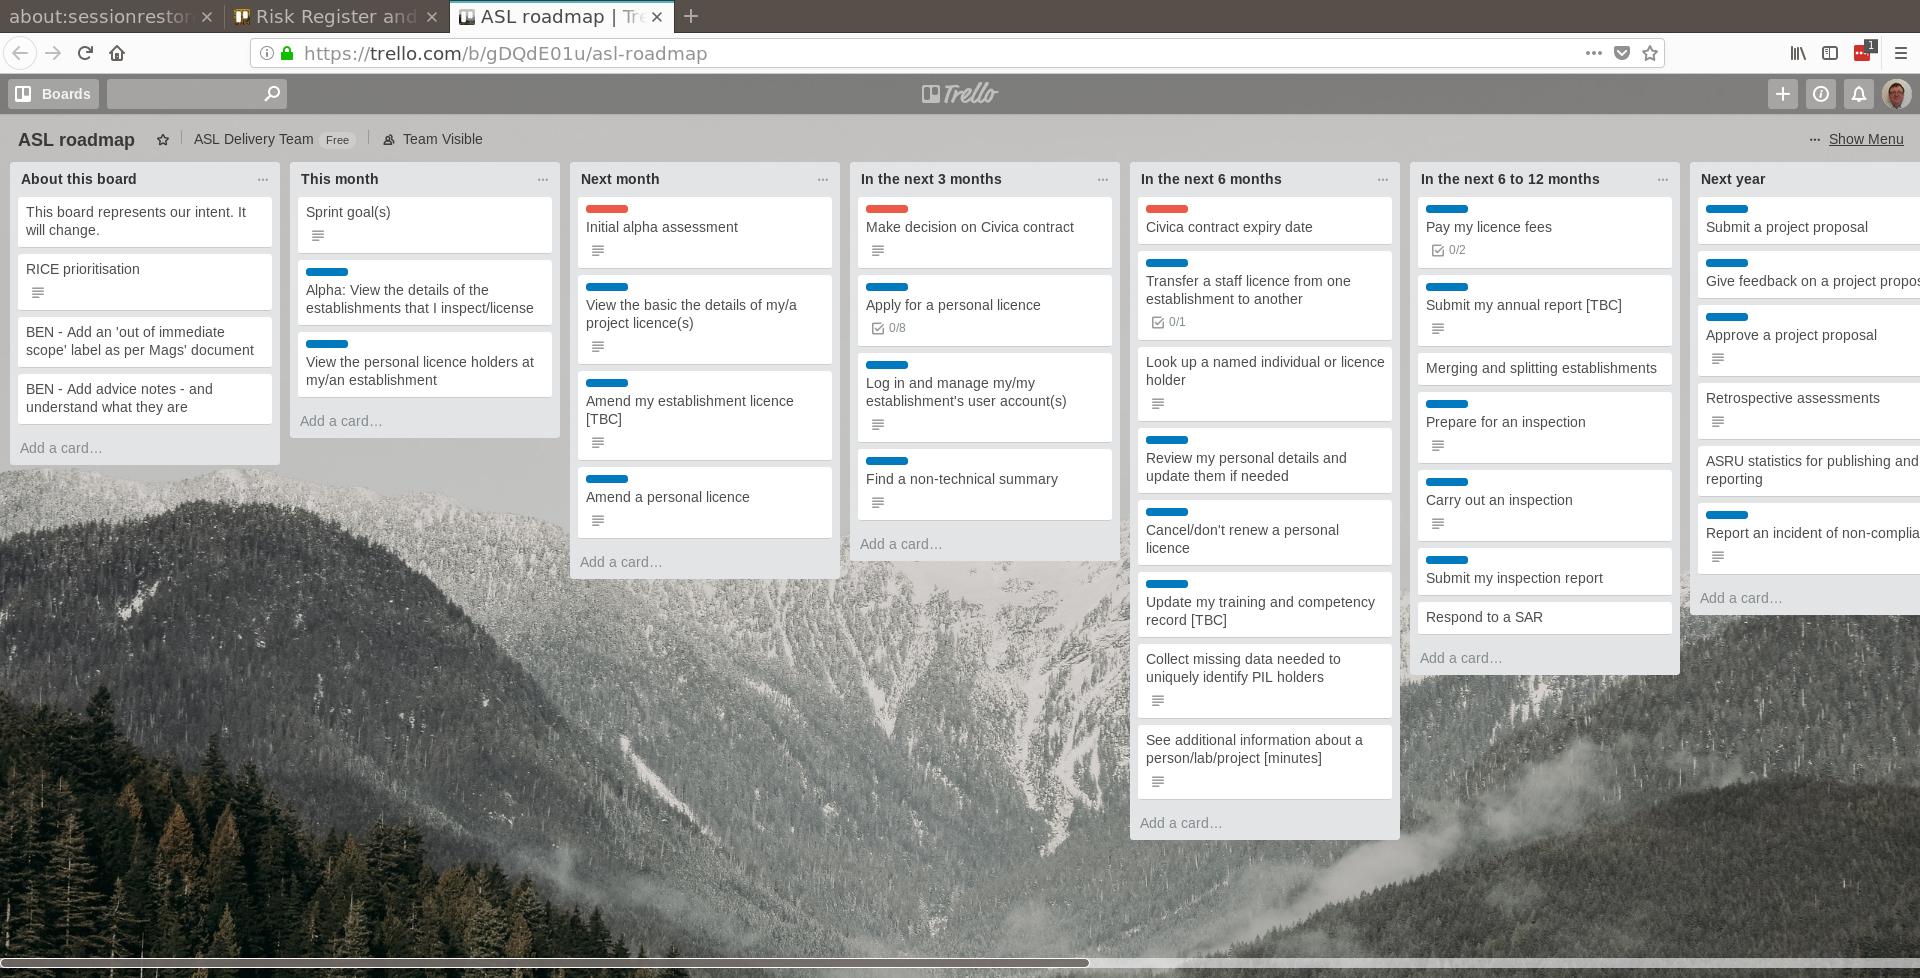 about:sessionrestor
Risk Register and
ASL roadmap | Tre
https://trello.com/b/gDQdE01u/asl-roadmap
1
Boards
Trello
ASL roadmap
ASL Delivery Team Free
Team Visible
Show Menu
About this board
This board represents our intent. It
will change.
RICE prioritisation
BEN - Add an 'out of immediate
scope' label as per Mags' document
BEN - Add advice notes - and
understand what they are
Add a card…
This month
Sprint goal(s)
Alpha: View the details of the
establishments that I inspect/license
View the personal licence holders at
my/an establishment
Add a card…
Next month
Initial alpha assessment
View the basic the details of my/a
project licence(s)
Amend my establishment licence
[TBC]
Amend a personal licence
Add a card…
In the next 3 months
Make decision on Civica contract
Apply for a personal licence
0/8
Log in and manage my/my
establishment's user account(s)
Find a non-technical summary
Add a card…
In the next 6 months
Civica contract expiry date
Transfer a staff licence from one
establishment to another
0/1
Look up a named individual or licence
holder
Review my personal details and
update them if needed
Cancel/don't renew a personal
licence
Update my training and competency
record [TBC]
Collect missing data needed to
uniquely identify PIL holders
See additional information about a
person/lab/project [minutes]
Add a card…
In the next 6 to 12 months
Pay my licence fees
0/2
Submit my annual report [TBC]
Merging and splitting establishments
Prepare for an inspection
Carry out an inspection
Submit my inspection report
Respond to a SAR
Add a card…
Next year
Submit a project proposal
Give feedback on a project propos
Approve a project proposal
Retrospective assessments
ASRU statistics for publishing and
reporting
Report an incident of non-complia
Add a card…